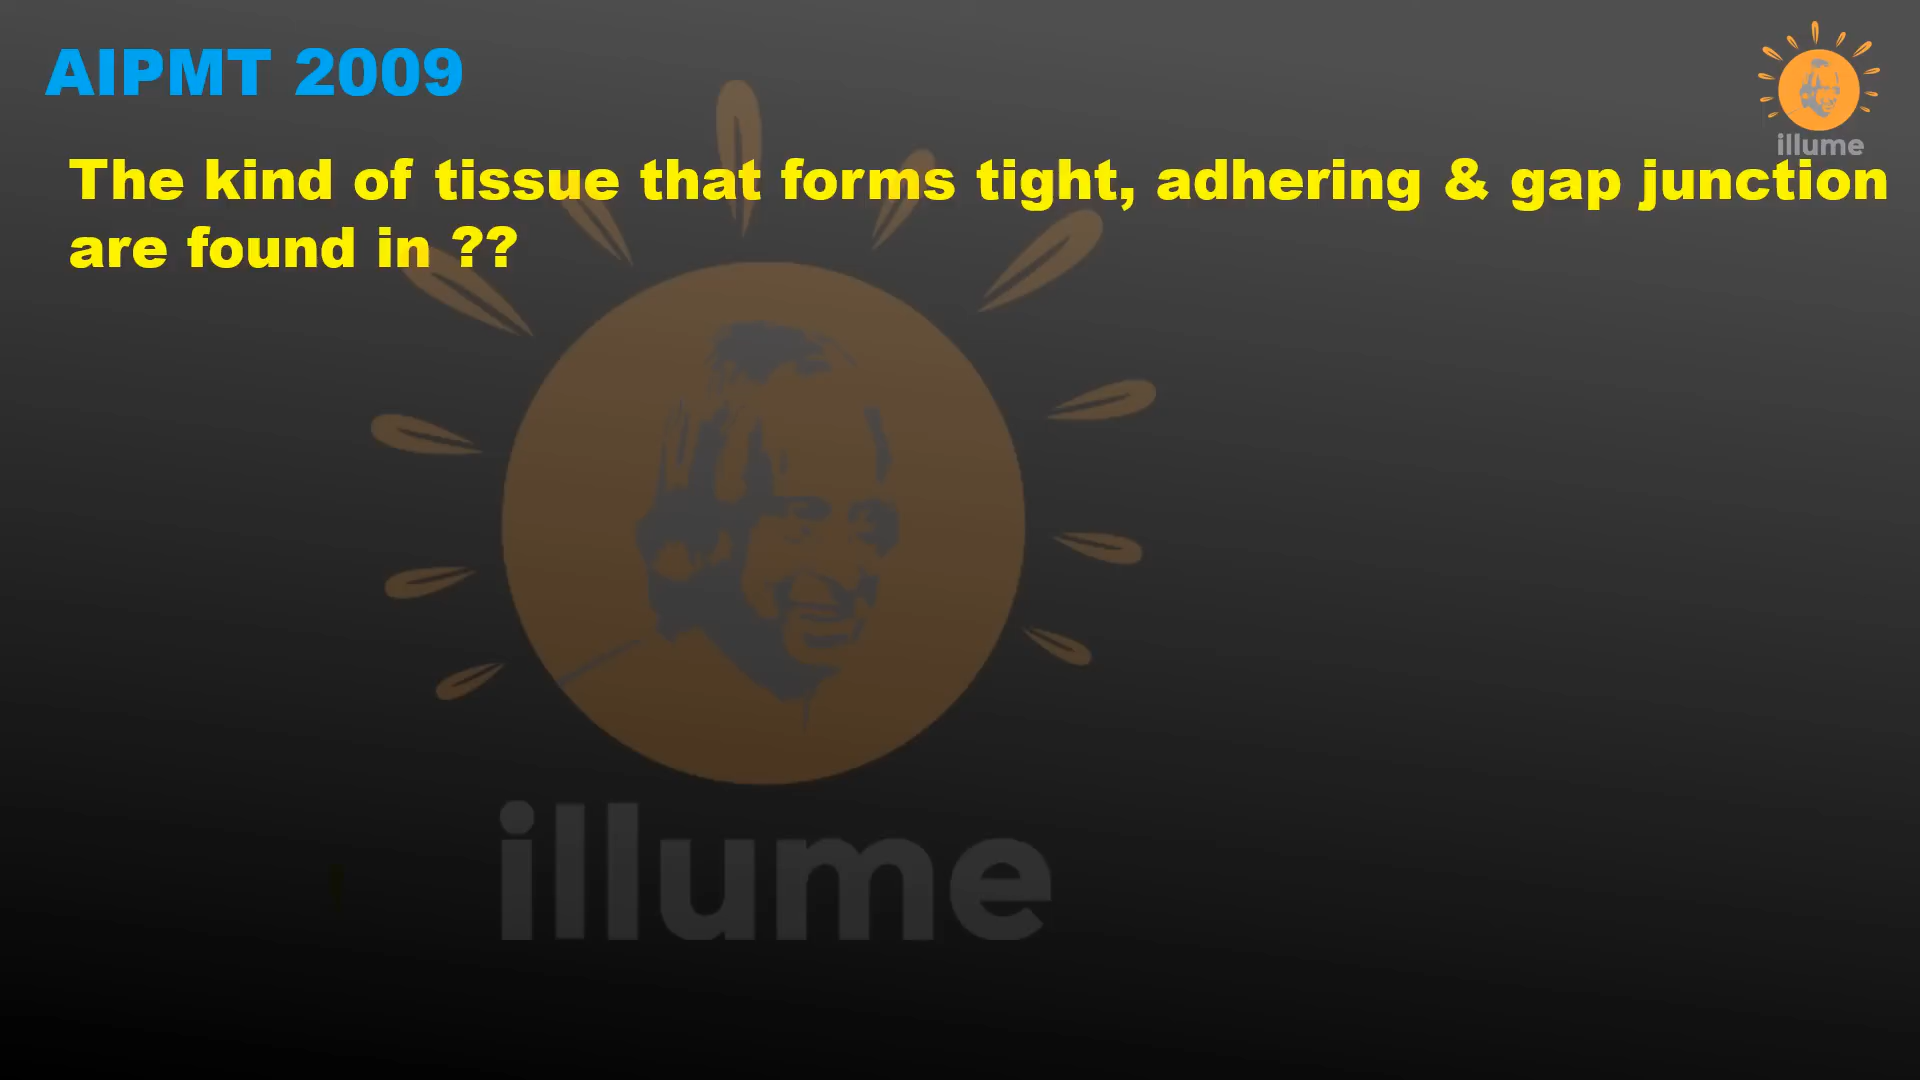 AIPMT 2009
illume
The kind of tissue that forms tight, adhering & gap junction
are found in ??
illume